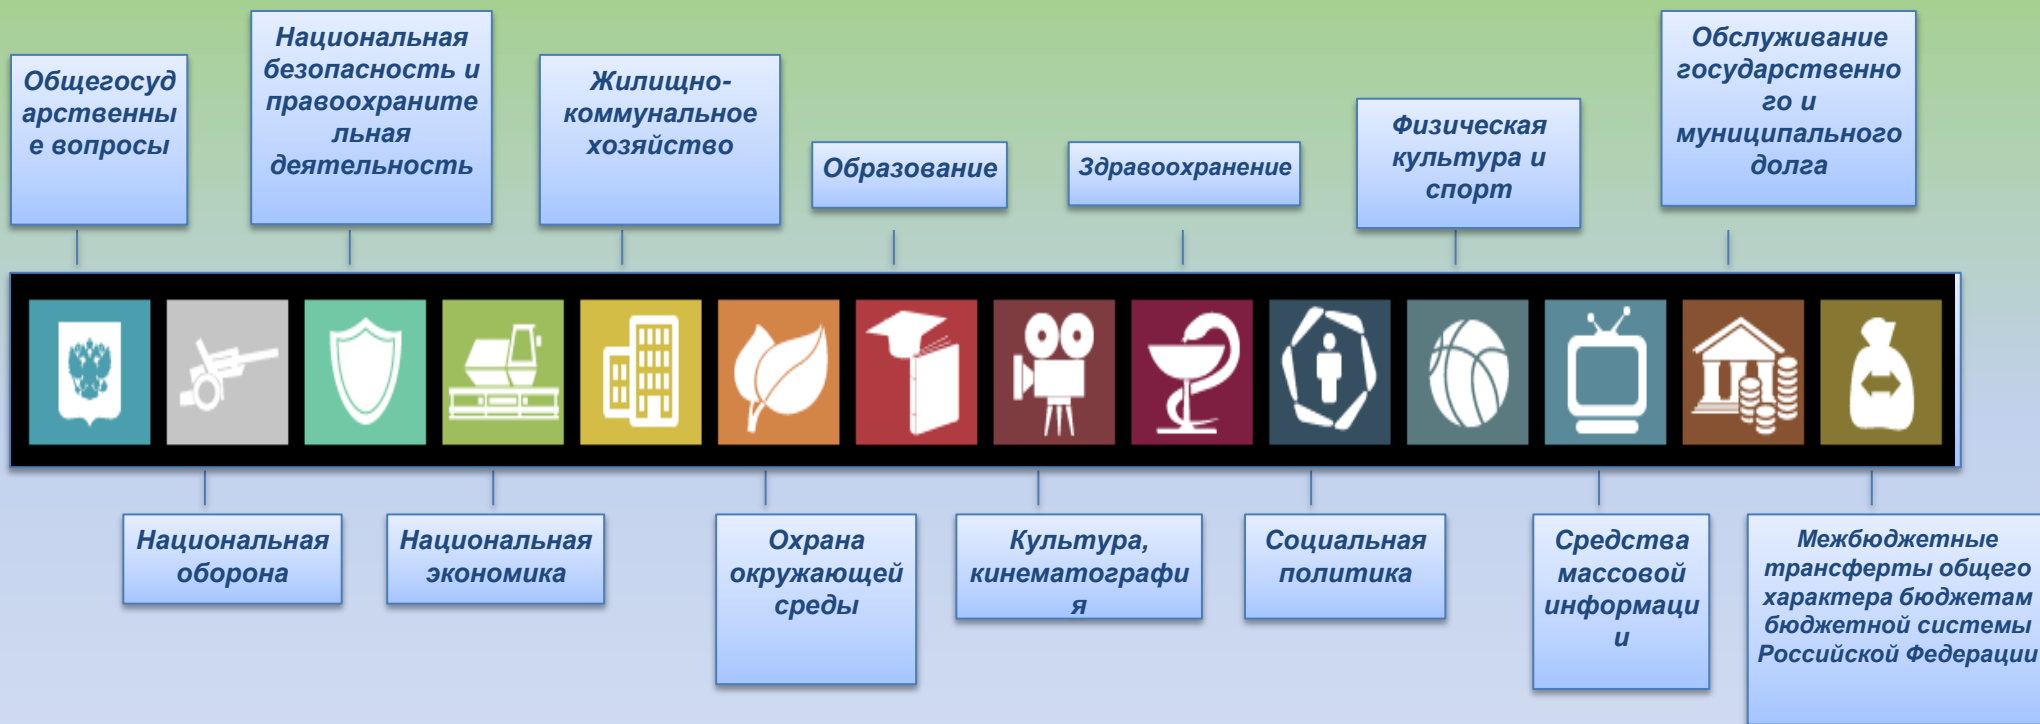 Общегосуд
арственны
е вопросы
Национальная
безопасность и
правоохраните
льная
деятельность
Жилищно-
коммунальное
хозяйство
Образование
Здравоохранение
Физическая
культура и
спорт
Обслуживание
государственно
го и
муниципального
долга
Национальная
оборона
Национальная
экономика
Охрана
окружающей
среды
Культура,
кинематографи
я
Социальная
политика
Средства
массовой
информаци
и
Межбюджетные
трансферты общего
характера бюджетам
бюджетной системы
Российской Федерации